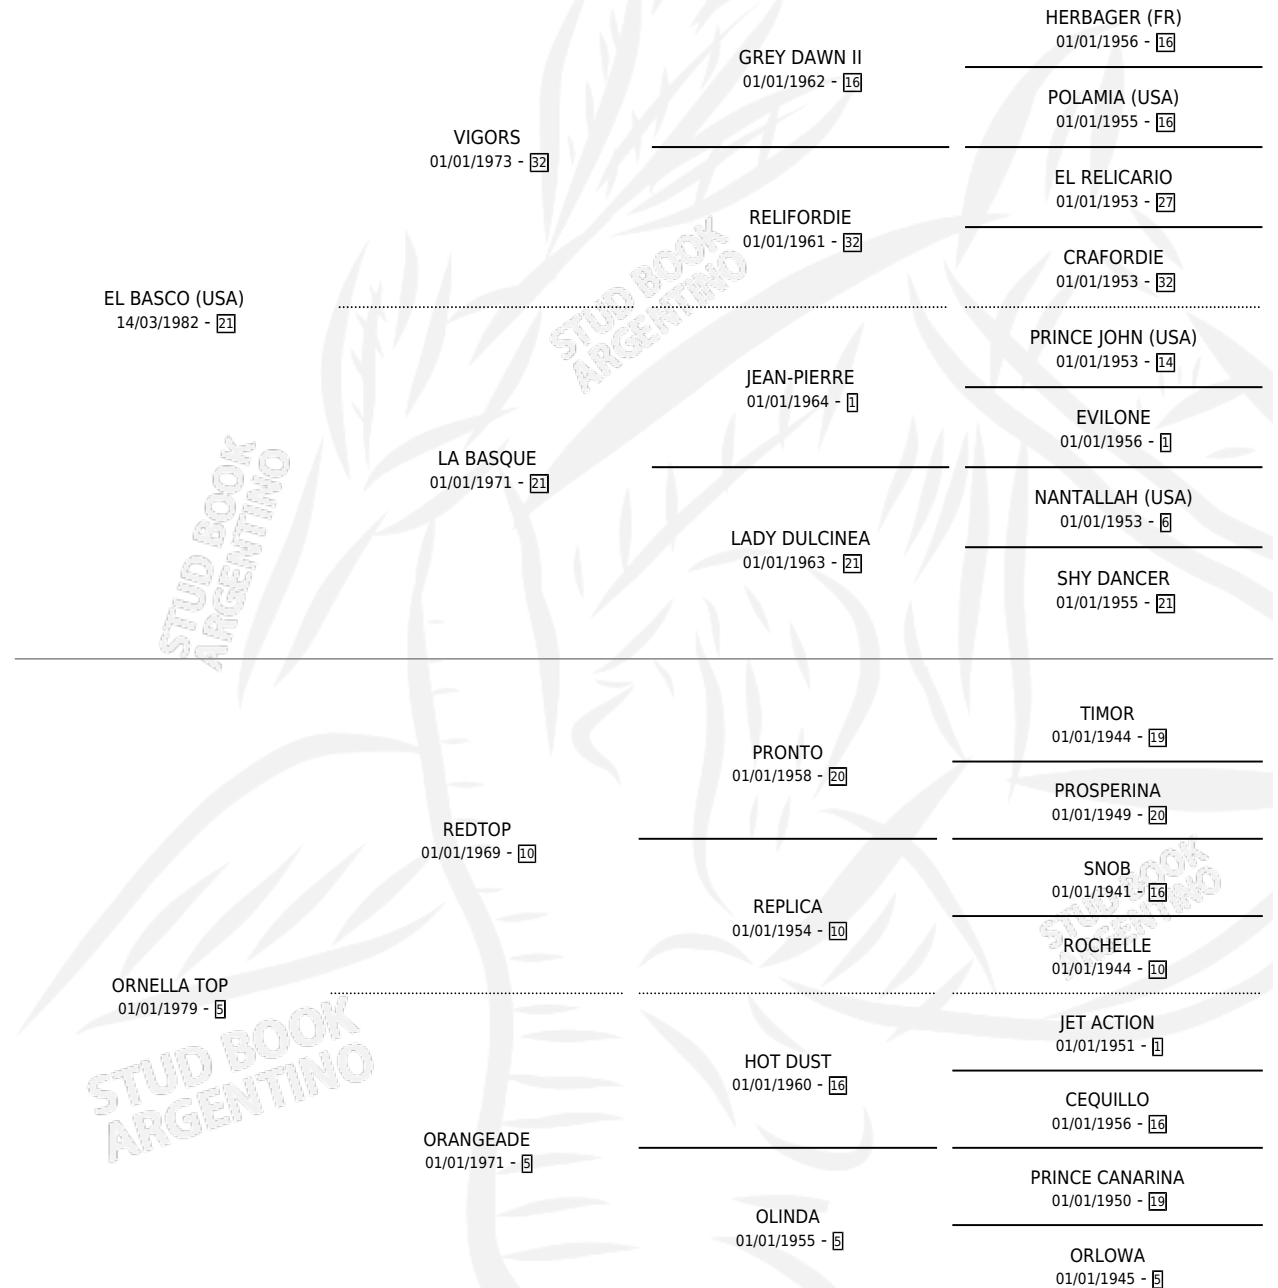 HERBAGER (FR)
01/01/1956 - 16
GREY DAWN II
01/01/1962 - 16
POLAMIA (USA)
01/01/1955 - 16
VIGORS
01/01/1973 - 32
EL RELICARIO
01/01/1953 - 27
RELIFORDIE
01/01/1961 - 32
CRAFORDIE
01/01/1953 - 32
EL BASCO (USA)
14/03/1982 - 21
PRINCE JOHN (USA)
01/01/1953 - 14
JEAN-PIERRE
01/01/1964 - 1
EVILONE
01/01/1956 - 1
LA BASQUE
01/01/1971 - 21
NANTALLAH (USA)
01/01/1953 - 6
LADY DULCINEA
01/01/1963 - 21
SHY DANCER
01/01/1955 - 21
STUD BOOK
ARGENTINO
STUD BOOK
ARGENTINO
TIMOR
01/01/1944 - 19
PRONTO
01/01/1958 - 20
PROSPERINA
01/01/1949 - 20
REDTOP
01/01/1969 - 10
SNOB
01/01/1941 - 16
REPLICA
01/01/1954 - 10
ROCHELLE
01/01/1944 - 10
STUD BOOK
ARGENTINO
ORNELLA TOP
01/01/1979 - 5
JET ACTION
01/01/1951 - 1
HOT DUST
01/01/1960 - 16
CEQUILLO
01/01/1956 - 16
ORANGEADE
01/01/1971 - 5
PRINCE CANARINA
01/01/1950 - 19
OLINDA
01/01/1955 - 5
ORLOWA
01/01/1945 - 5
STUD BOOK
ARGENTINO